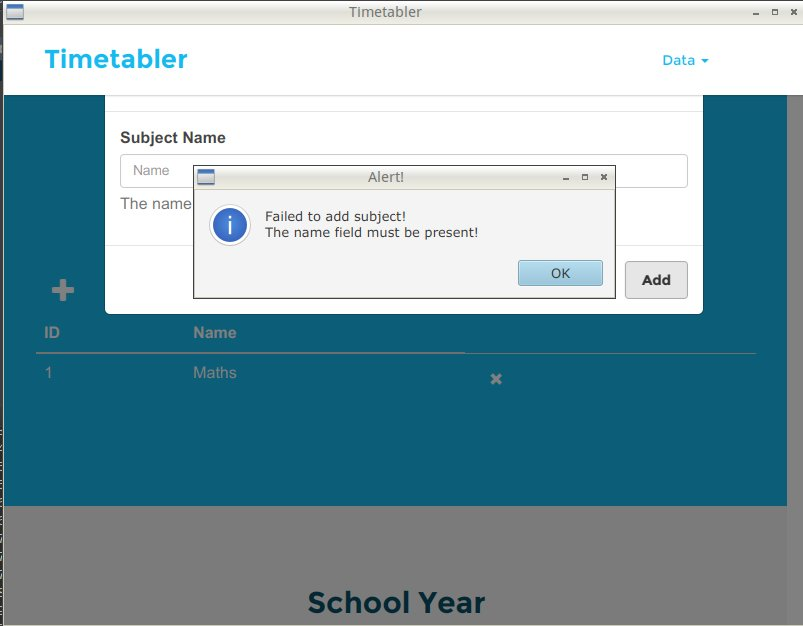 Timetabler
Timetabler
Data
Subject Name
Name
Alert!
The name
Failed to add subject!
The name field must be present!
OK
Add
ID Name
1 Maths
School Year